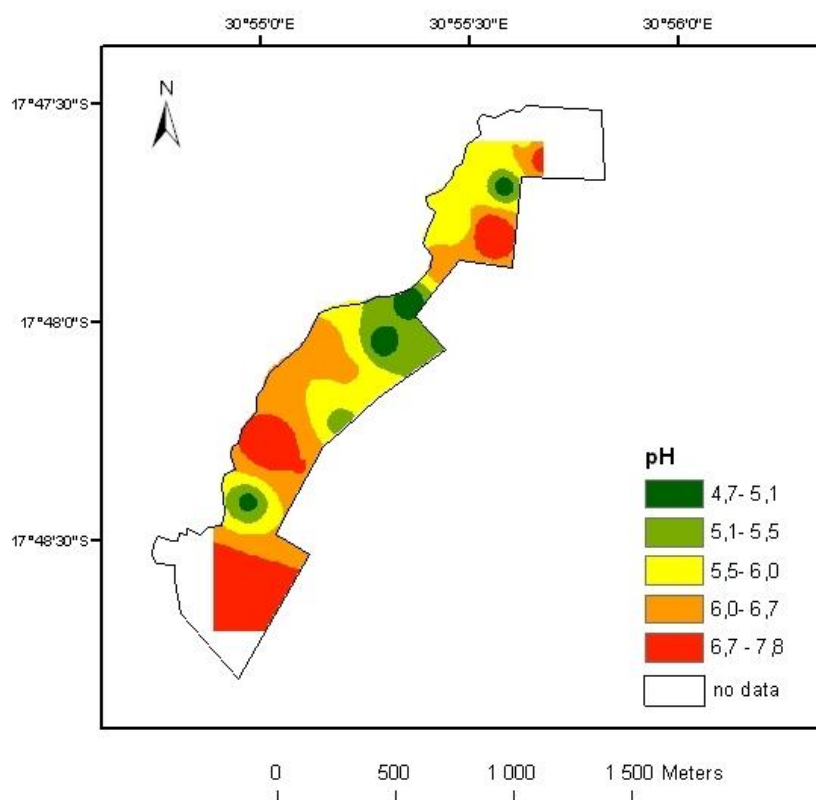 30°55'0"E 30°55'30"E 30°56'0"E
N
17°47'30"S
17°48'0"S
17°48'30"S
pH
4,7- 5,1
5,1- 5,5
5,5- 6,0
6,0- 6,7
6,7 - 7,8
no data
0 500 1 000 1 500 Meters